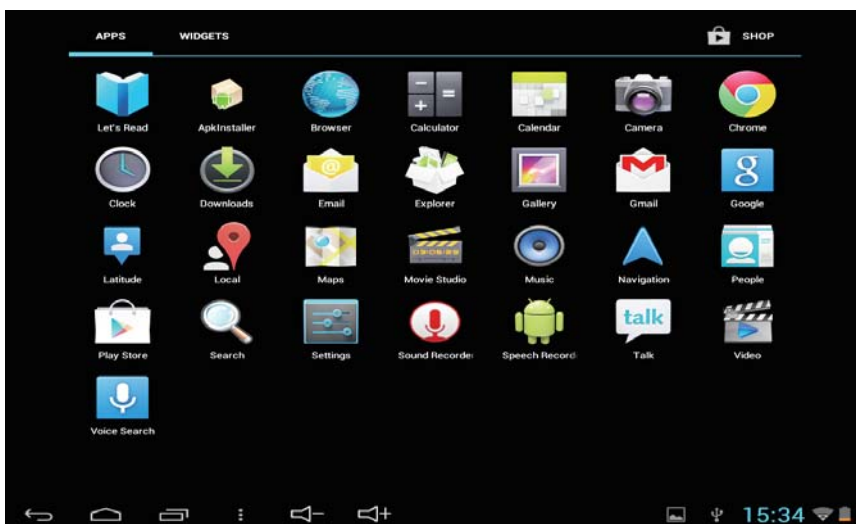 APPS WIDGETS SHOP
Let's Read ApkInstaller Browser Calculator Calendar Camera Chrome
Clock Downloads Email Explorer Gallery Gmail Google
Latitude Local Maps Movie Studio Music Navigation People
talk
Play Store Search Settings Sound Recorder Speech Record Talk Video
Voice Search
15:34